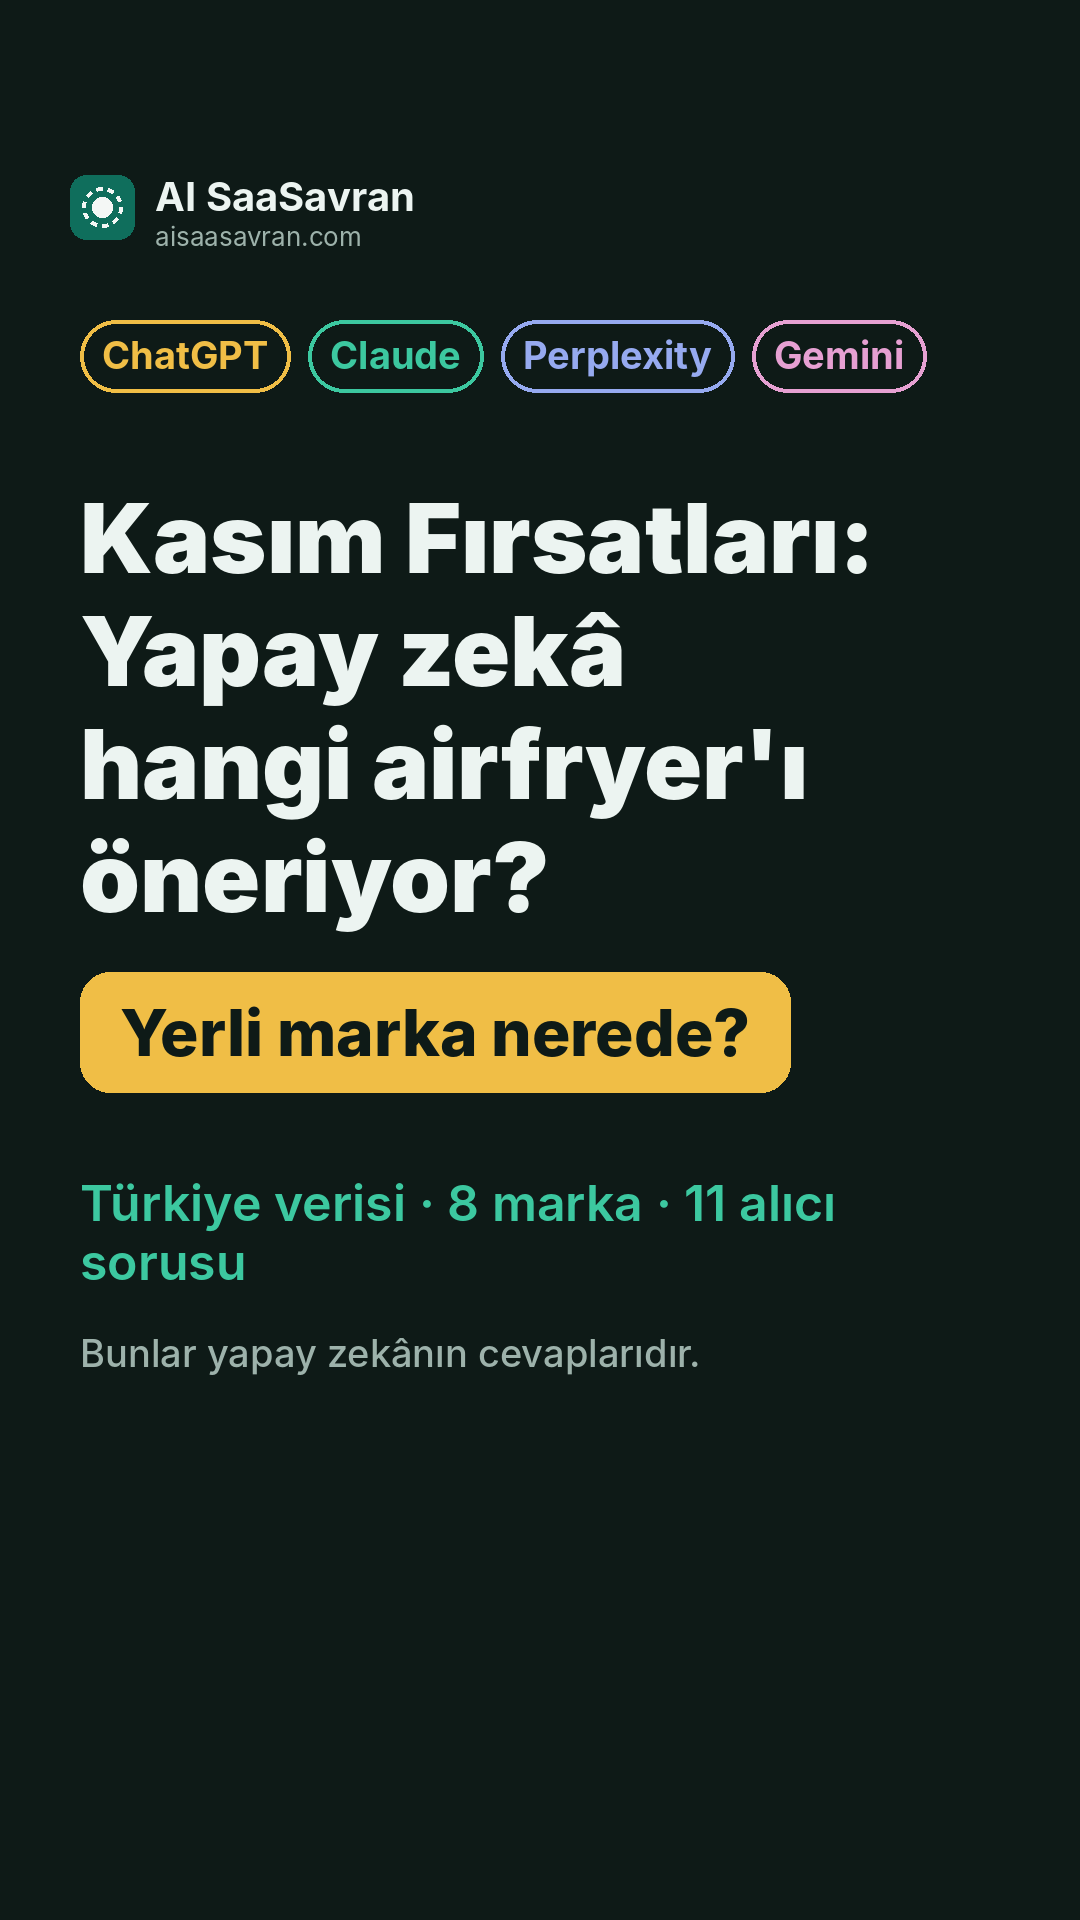 AI SaaSavran
aisaasavran.com
ChatGPT Claude Perplexity Gemini
Kasım Fırsatları:
Yapay zekâ
hangi airfryer'ı
öneriyor?
Yerli marka nerede?
Türkiye verisi · 8 marka · 11 alıcı
sorusu
Bunlar yapay zekânın cevaplarıdır.